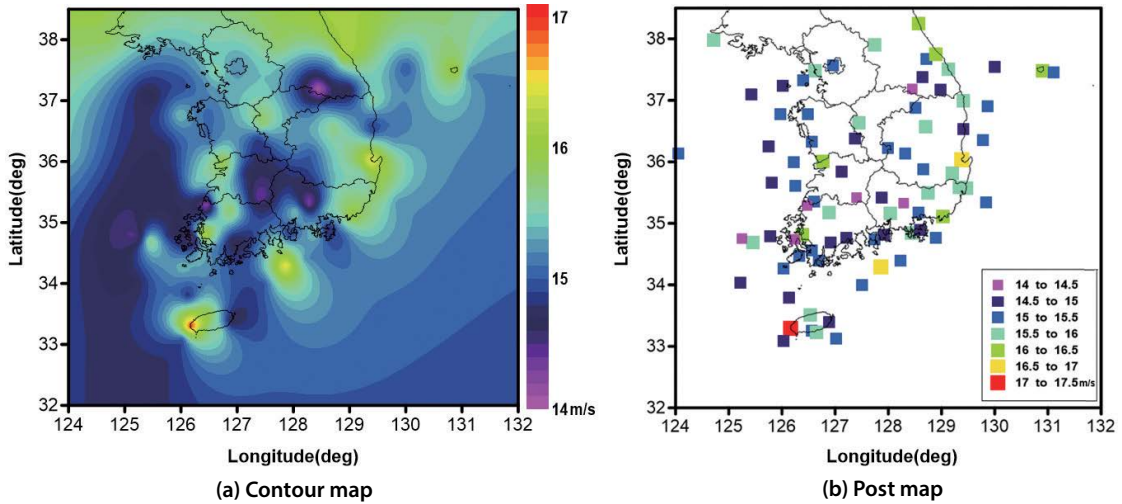 38
37
36
35
34
33
32
124 125 126 127 128 129 130 131 132
Latitude(deg)
Longitude(deg)
17
16
15
14m/s
(a) Contour map
38
37
36
35
34
33
32
124 125 126 127 128 129 130 131 132
Latitude(deg)
Longitude(deg)
14 to 14.5
14.5 to 15
15 to 15.5
15.5 to 16
16 to 16.5
16.5 to 17
17 to 17.5m/s
(b) Post map